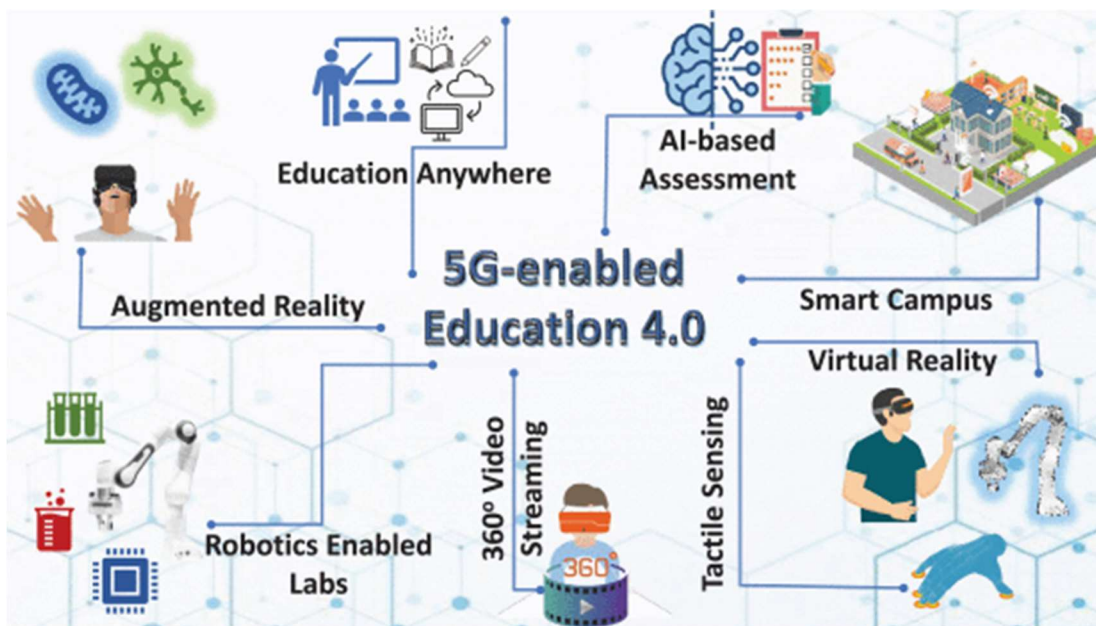 Education Anywhere
AI-based
Assessment
5G-enabled
Education 4.0
Augmented Reality
Smart Campus
Virtual Reality
Robotics Enabled
Labs
360° Video
Streaming
360°
Tactile Sensing